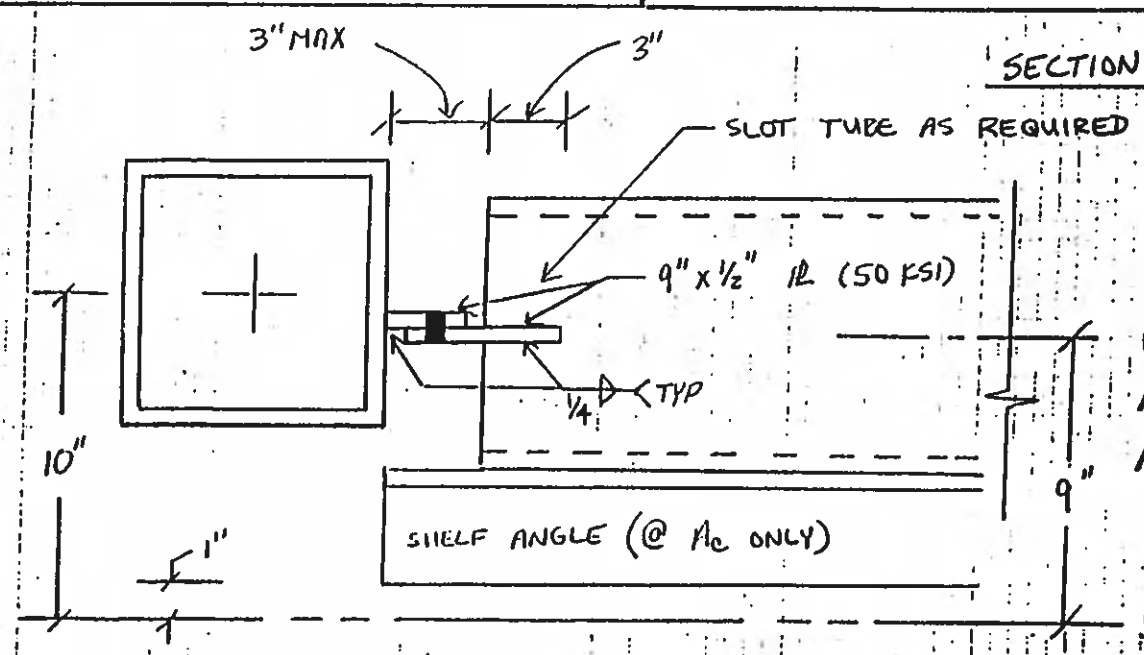 3" MAX
3"
SECTION
SLOT TUBE AS REQUIRED
9" x 1/2" PL (50 KSI)
1/4
TYP
10"
9"
1"
SHELF ANGLE (@ Ac ONLY)